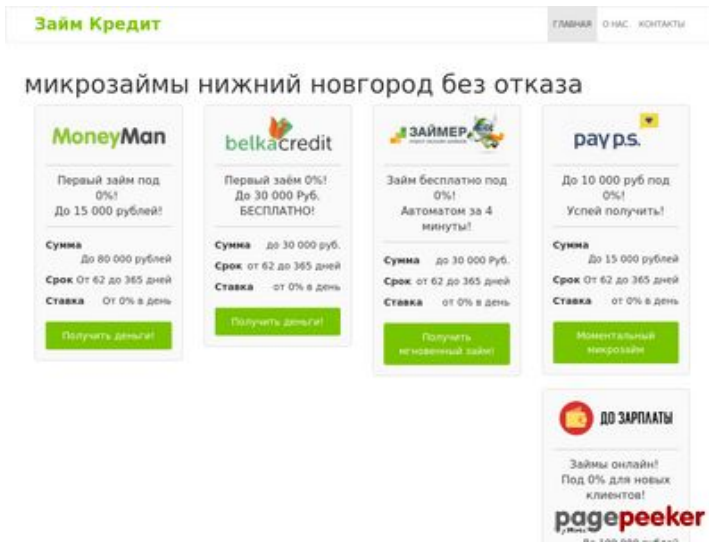 Займ Кредит
ГЛАВНАЯ О НАС КОНТАКТЫ
микрозаймы нижний новгород без отказа
MoneyMan
Первый займ под
0%!
До 15 000 рублей!
Сумма
До 80 000 рублей
Срок От 62 до 365 дней
Ставка От 0% в день
Получить деньги!
belkacredit
Первый заём 0%!
До 30 000 Руб.
БЕСПЛАТНО!
Сумма до 30 000 руб.
Срок от 62 до 365 дней
Ставка от 0% в день
Получить деньги!
ЗАЙМЕР
Займ бесплатно под
0%!
Автоматом за 4
минуты!
Сумма до 30 000 Руб.
Срок от 62 до 365 дней
Ставка от 0% в день
Получить
мгновенный займ!
pay p.s.
До 10 000 руб под
0%!
Успей получить!
Сумма
До 15 000 рублей
Срок От 62 до 365 дней
Ставка От 0% в день
Моментальный
микрозайм
ДО ЗАРПЛАТЫ
Займы онлайн!
Под 0% для новых
клиентов!
pagepeeker
До 100 000 рублей